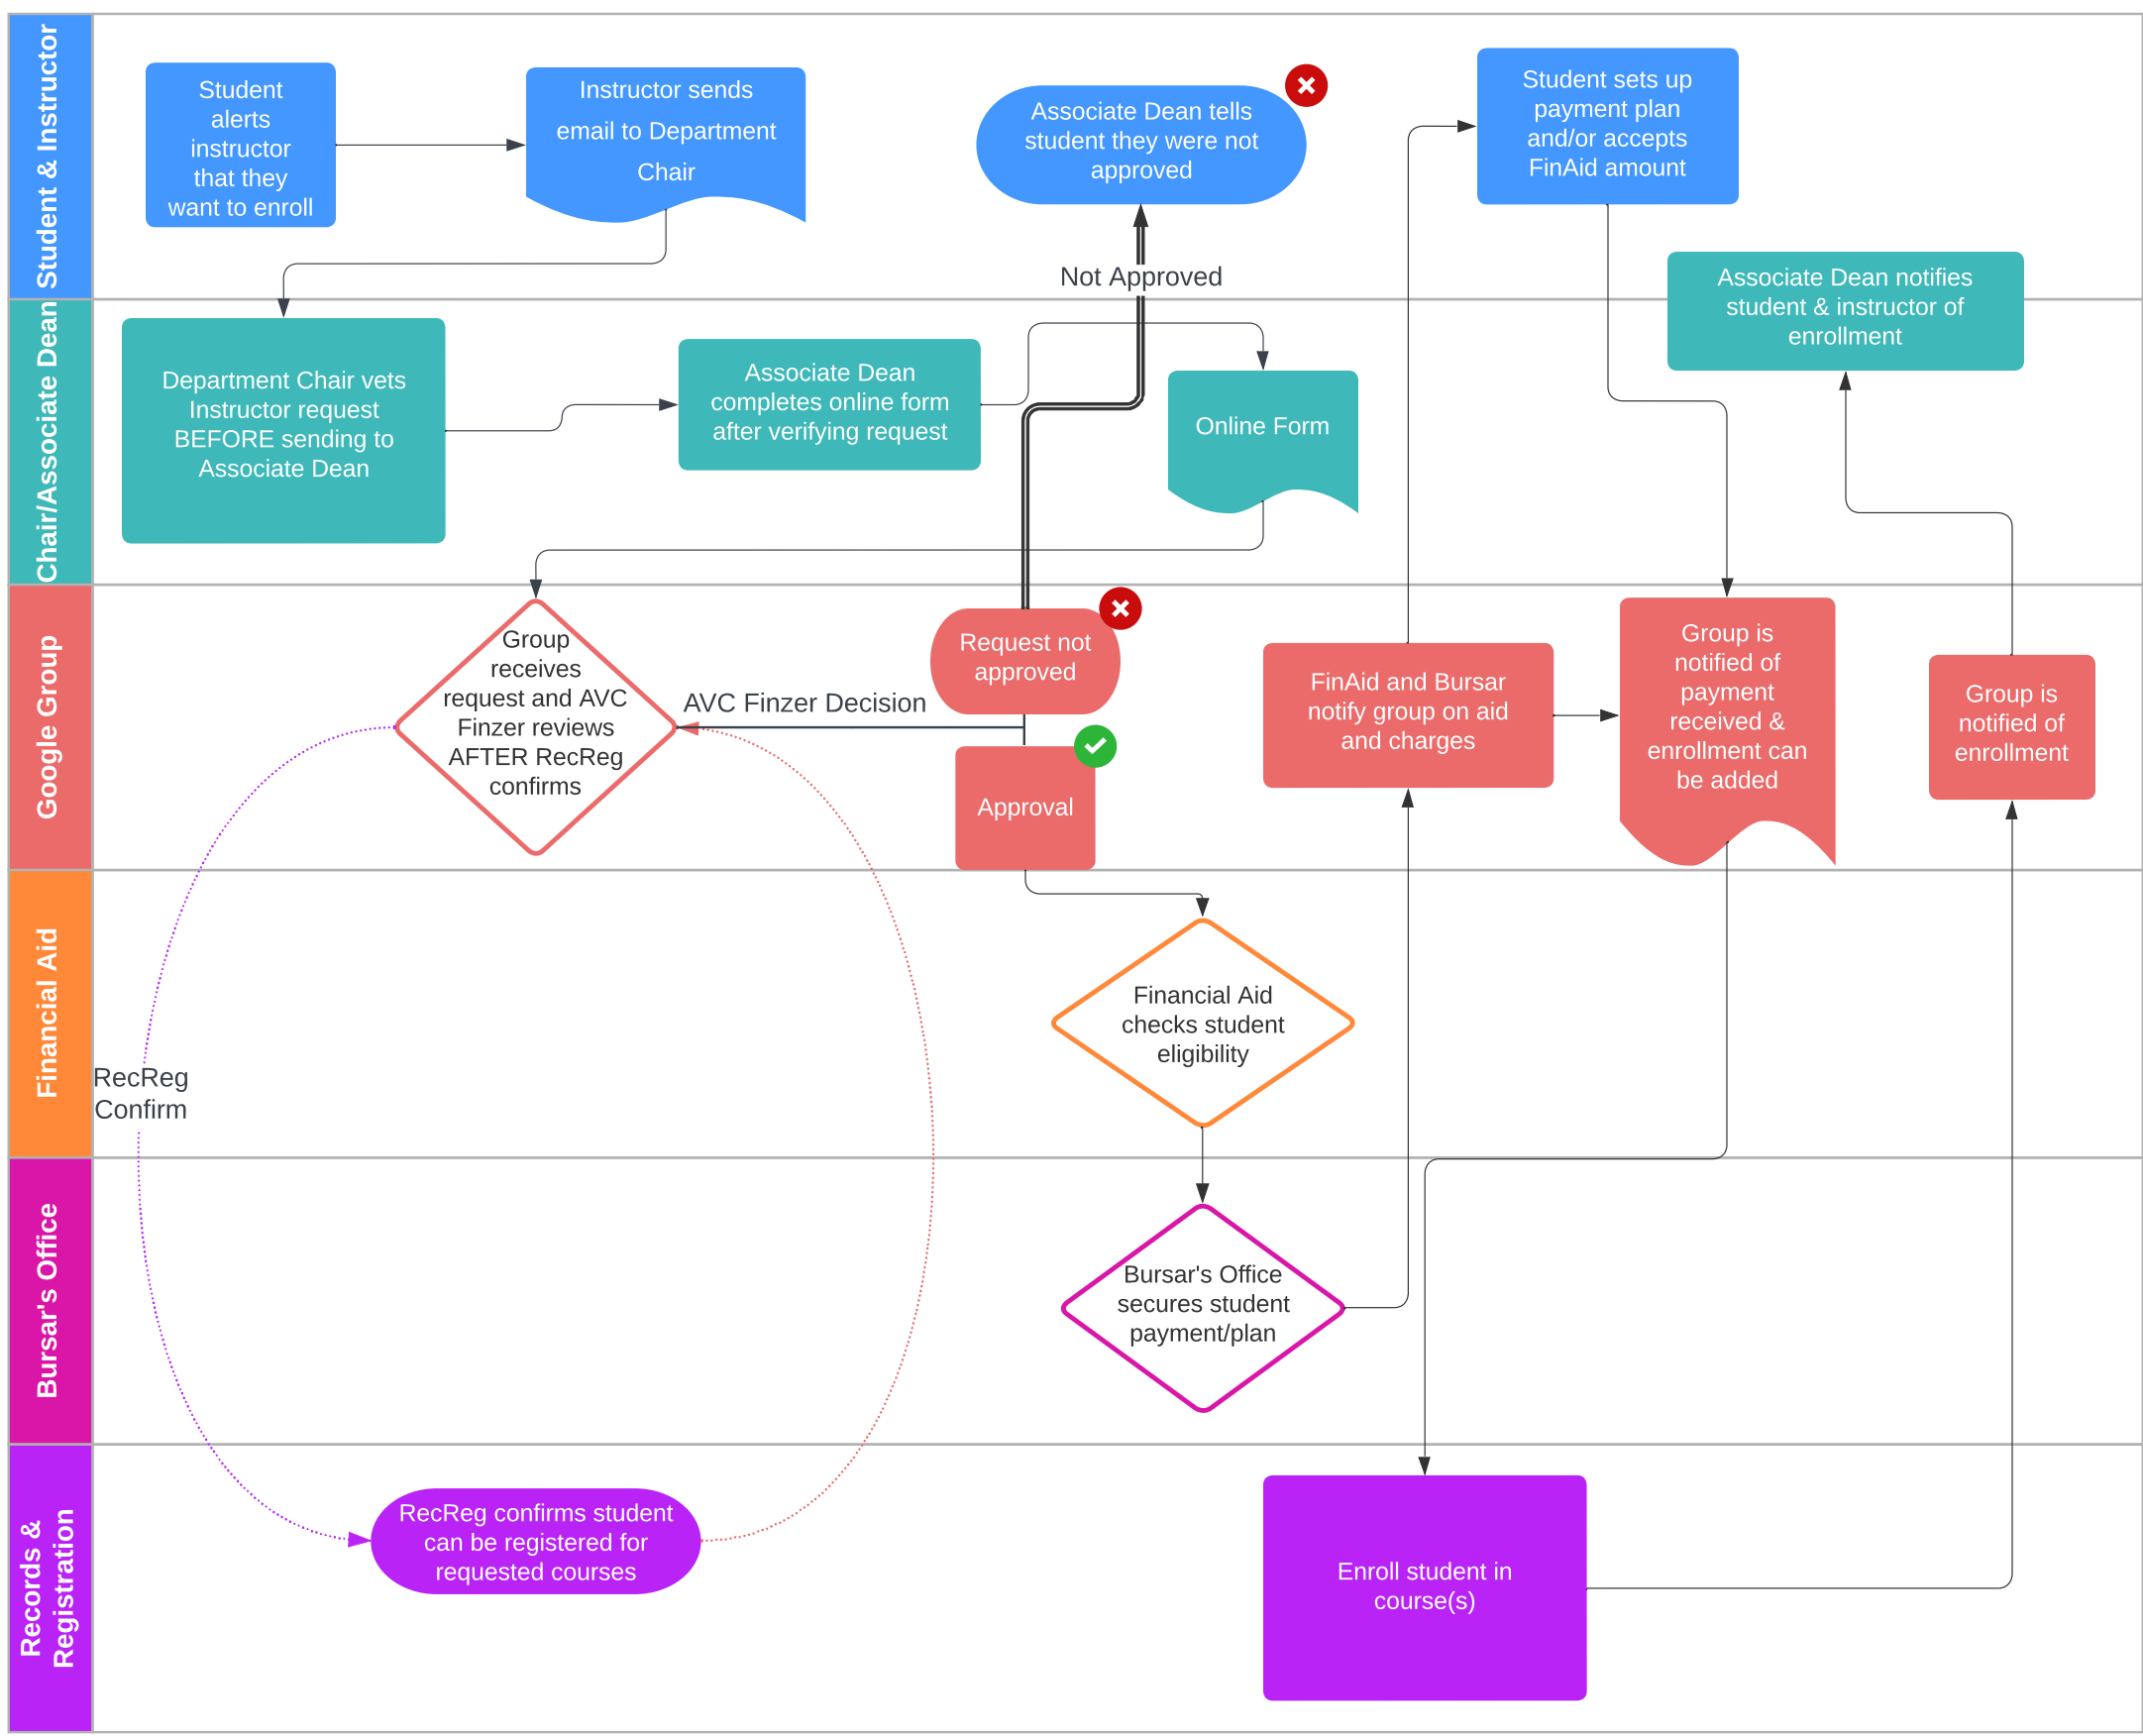 Student & Instructor
Student
alerts
instructor
that they
want to enroll
Instructor sends
email to Department
Chair
Associate Dean tells
student they were not
approved
Student sets up
payment plan
and/or accepts
FinAid amount
Not Approved
Associate Dean notifies
student & instructor of
enrollment
Chair/Associate Dean
Department Chair vets
Instructor request
BEFORE sending to
Associate Dean
Associate Dean
completes online form
after verifying request
Online Form
Google Group
Group
receives
request and AVC
Finzer reviews
AFTER RecReg
confirms
AVC Finzer Decision
Request not
approved
Approval
FinAid and Bursar
notify group on aid
and charges
Group is
notified of
payment
received &
enrollment can
be added
Group is
notified of
enrollment
Financial Aid
RecReg
Confirm
Financial Aid
checks student
eligibility
Bursar's Office
Bursar's Office
secures student
payment/plan
Records &
Registration
RecReg confirms student
can be registered for
requested courses
Enroll student in
course(s)